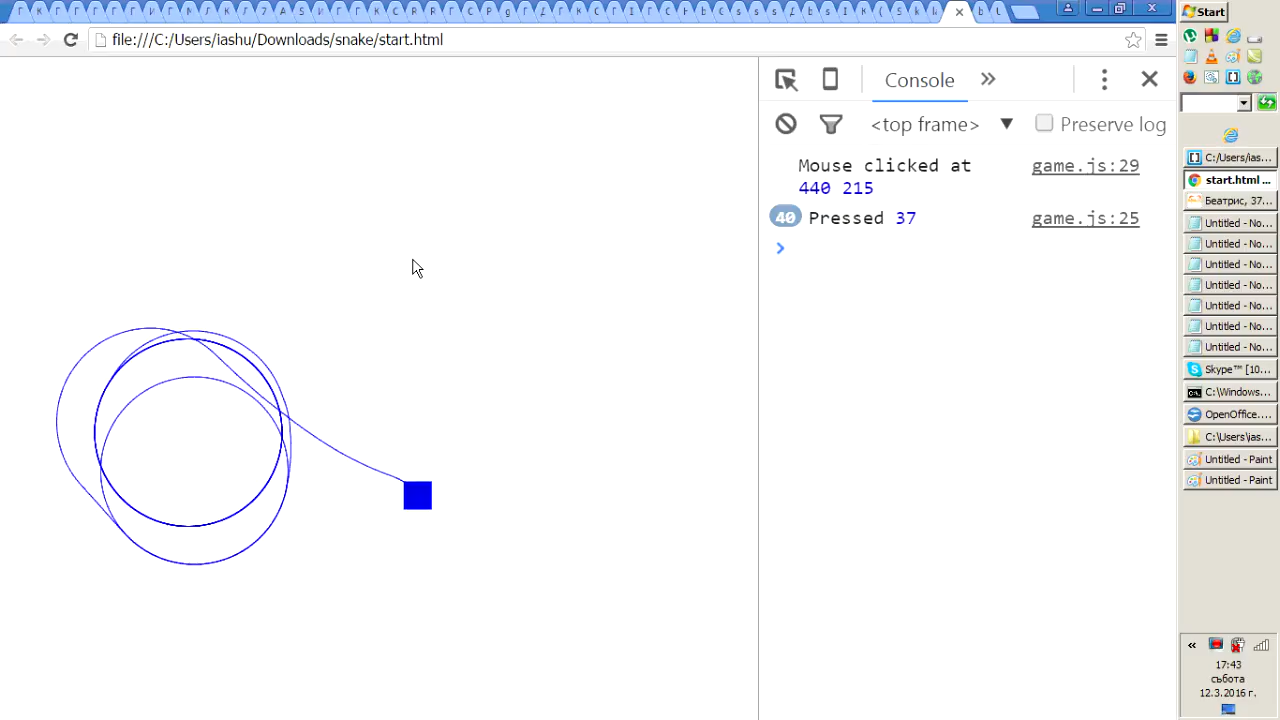 file:///C:/Users/iashu/Downloads/snake/start.html
Start
Console
<top frame>
Preserve log
Mouse clicked at
440 215
game.js:29
40
Pressed 37
game.js:25
C:/Users/ias...
start.html ...
Беатрис, 37...
Untitled - No...
Untitled - No...
Untitled - No...
Untitled - No...
Untitled - No...
Untitled - No...
Untitled - No...
Skype™ [10...
C:\Windows...
OpenOffice....
C:\Users\ias...
Untitled - Paint
Untitled - Paint
17:43
събота
12.3.2016 г.